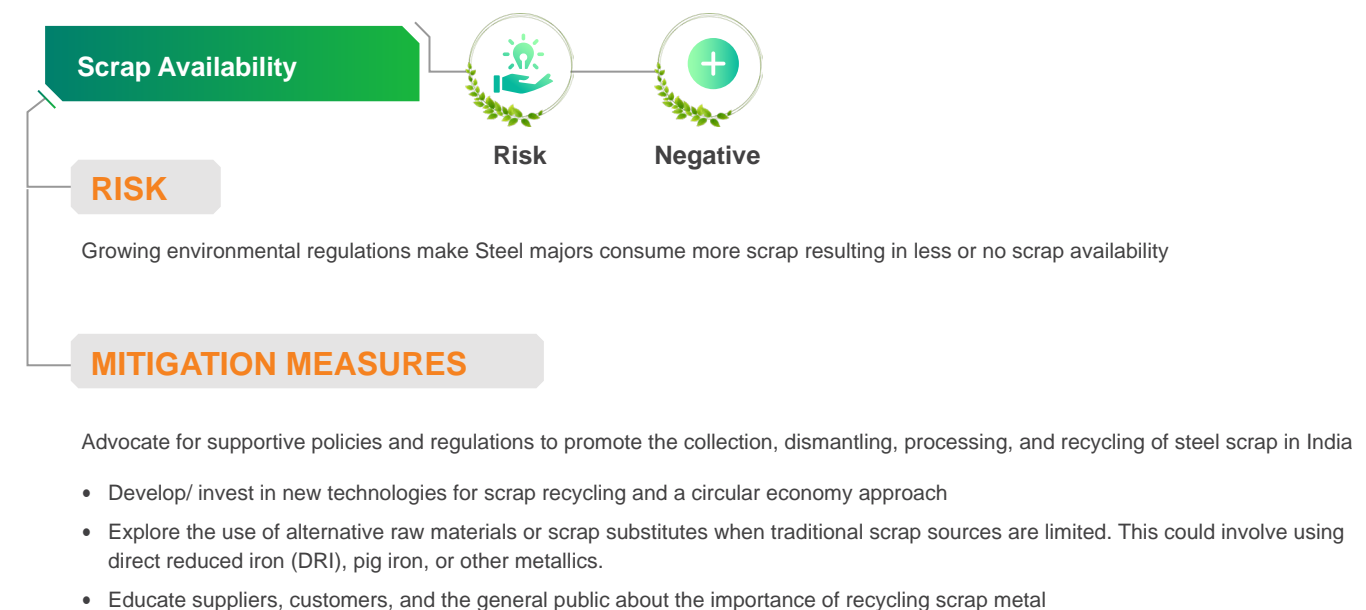 Scrap Availability
Risk
Negative
RISK
Growing environmental regulations make Steel majors consume more scrap resulting in less or no scrap availability
MITIGATION MEASURES
Advocate for supportive policies and regulations to promote the collection, dismantling, processing, and recycling of steel scrap in India
• Develop/ invest in new technologies for scrap recycling and a circular economy approach
• Explore the use of alternative raw materials or scrap substitutes when traditional scrap sources are limited. This could involve using
direct reduced iron (DRI), pig iron, or other metallics.
• Educate suppliers, customers, and the general public about the importance of recycling scrap metal